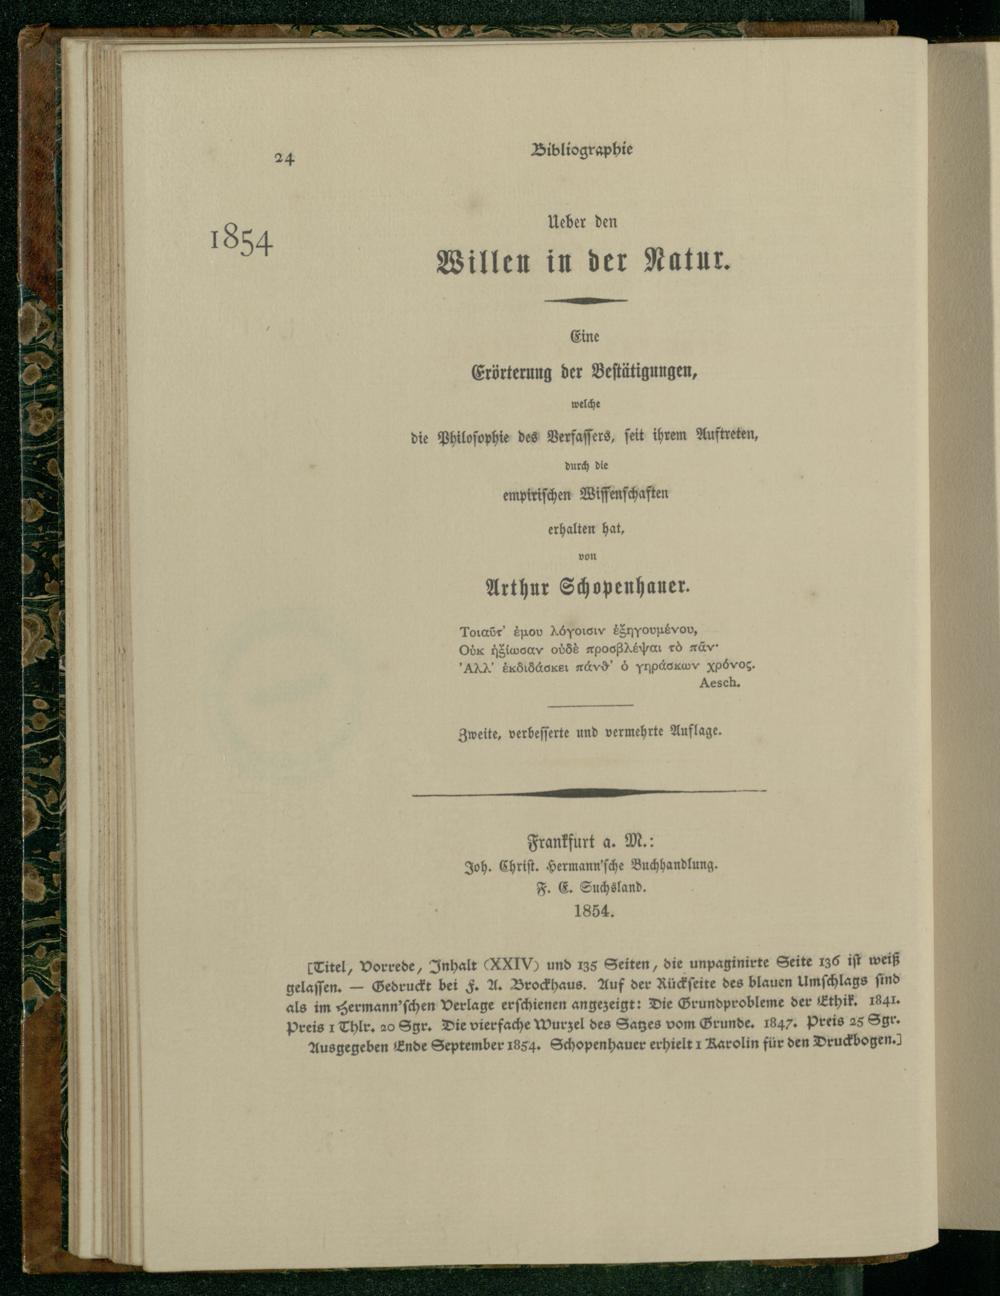 24
Bibliographie
1854
Ueber den
Willen in der Natur.
Eine
Erörterung der Bestätigungen,
welche
die Philosophie des Verfassers, seit ihrem Auftreten,
durch die
empirischen Wissenschaften
erhalten hat,
von
Arthur Schopenhauer.
Τοιαῦτ' ἐμου λόγοισιν ἐξηγουμένου,
Οὐκ ἠξίωσαν οὐδὲ προσβλέψαι τὸ πᾶν·
'Αλλ' ἐκδιδάσκει πάνθ' ὁ γηράσκων χρόνος.
Aesch.
Zweite, verbesserte und vermehrte Auflage.
Frankfurt a. M.:
Joh. Christ. Hermann'sche Buchhandlung.
F. E. Suchsland.
1854.
[Titel, Vorrede, Inhalt (XXIV) und 135 Seiten, die unpaginirte Seite 136 ist weiß
gelassen. — Gedruckt bei F. A. Brockhaus. Auf der Rückseite des blauen Umschlags sind
als im Hermann'schen Verlage erschienen angezeigt: Die Grundprobleme der Ethik. 1841.
Preis 1 Thlr. 20 Sgr. Die vierfache Wurzel des Satzes vom Grunde. 1847. Preis 25 Sgr.
Ausgegeben Ende September 1854. Schopenhauer erhielt 1 Karolin für den Druckbogen.]